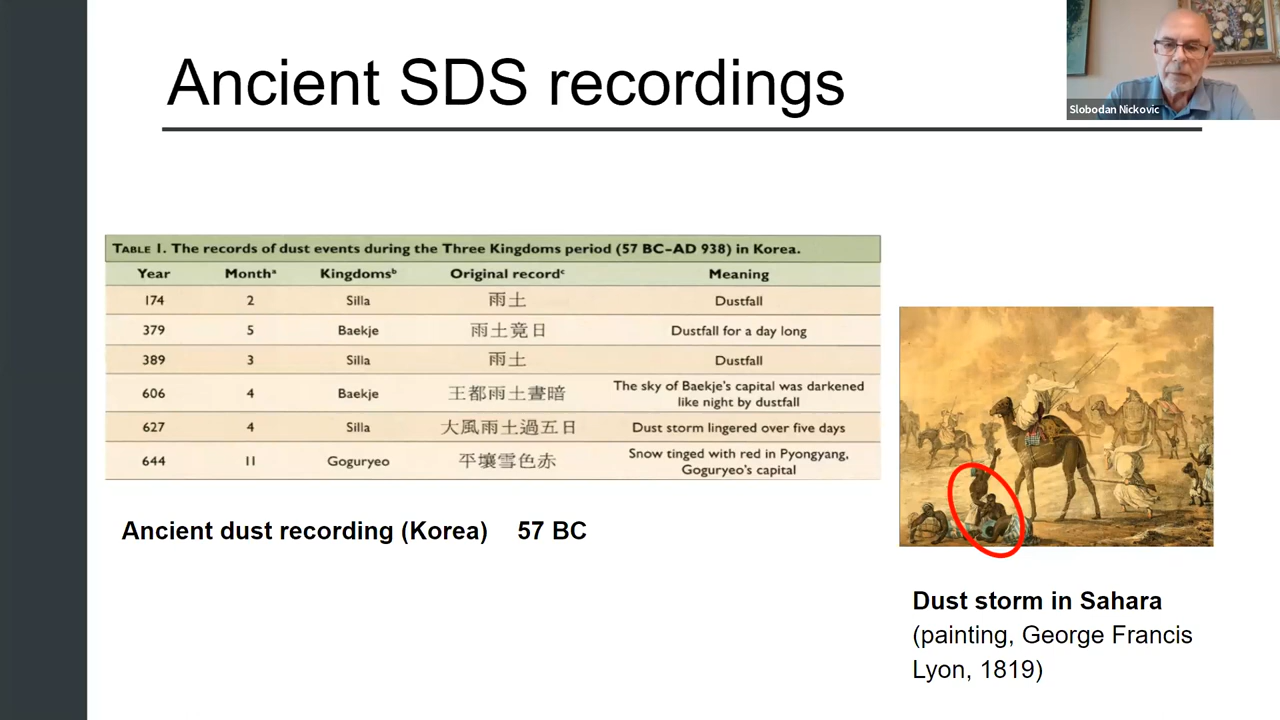 Ancient SDS recordings
Slobodan Nickovic
TABLE 1. The records of dust events during the Three Kingdoms period (57 BC–AD 938) in Korea.
Year Monthᵃ Kingdomsᵇ Original recordᶜ Meaning
174 2 Silla 雨土 Dustfall
379 5 Baekje 雨土竟日 Dustfall for a day long
389 3 Silla 雨土 Dustfall
606 4 Baekje 王都雨土晝暗 The sky of Baekje's capital was darkened
like night by dustfall
627 4 Silla 大風雨土過五日 Dust storm lingered over five days
644 11 Goguryeo 平壤雪色赤 Snow tinged with red in Pyongyang,
Goguryeo's capital
Ancient dust recording (Korea) 57 BC
Dust storm in Sahara
(painting, George Francis
Lyon, 1819)